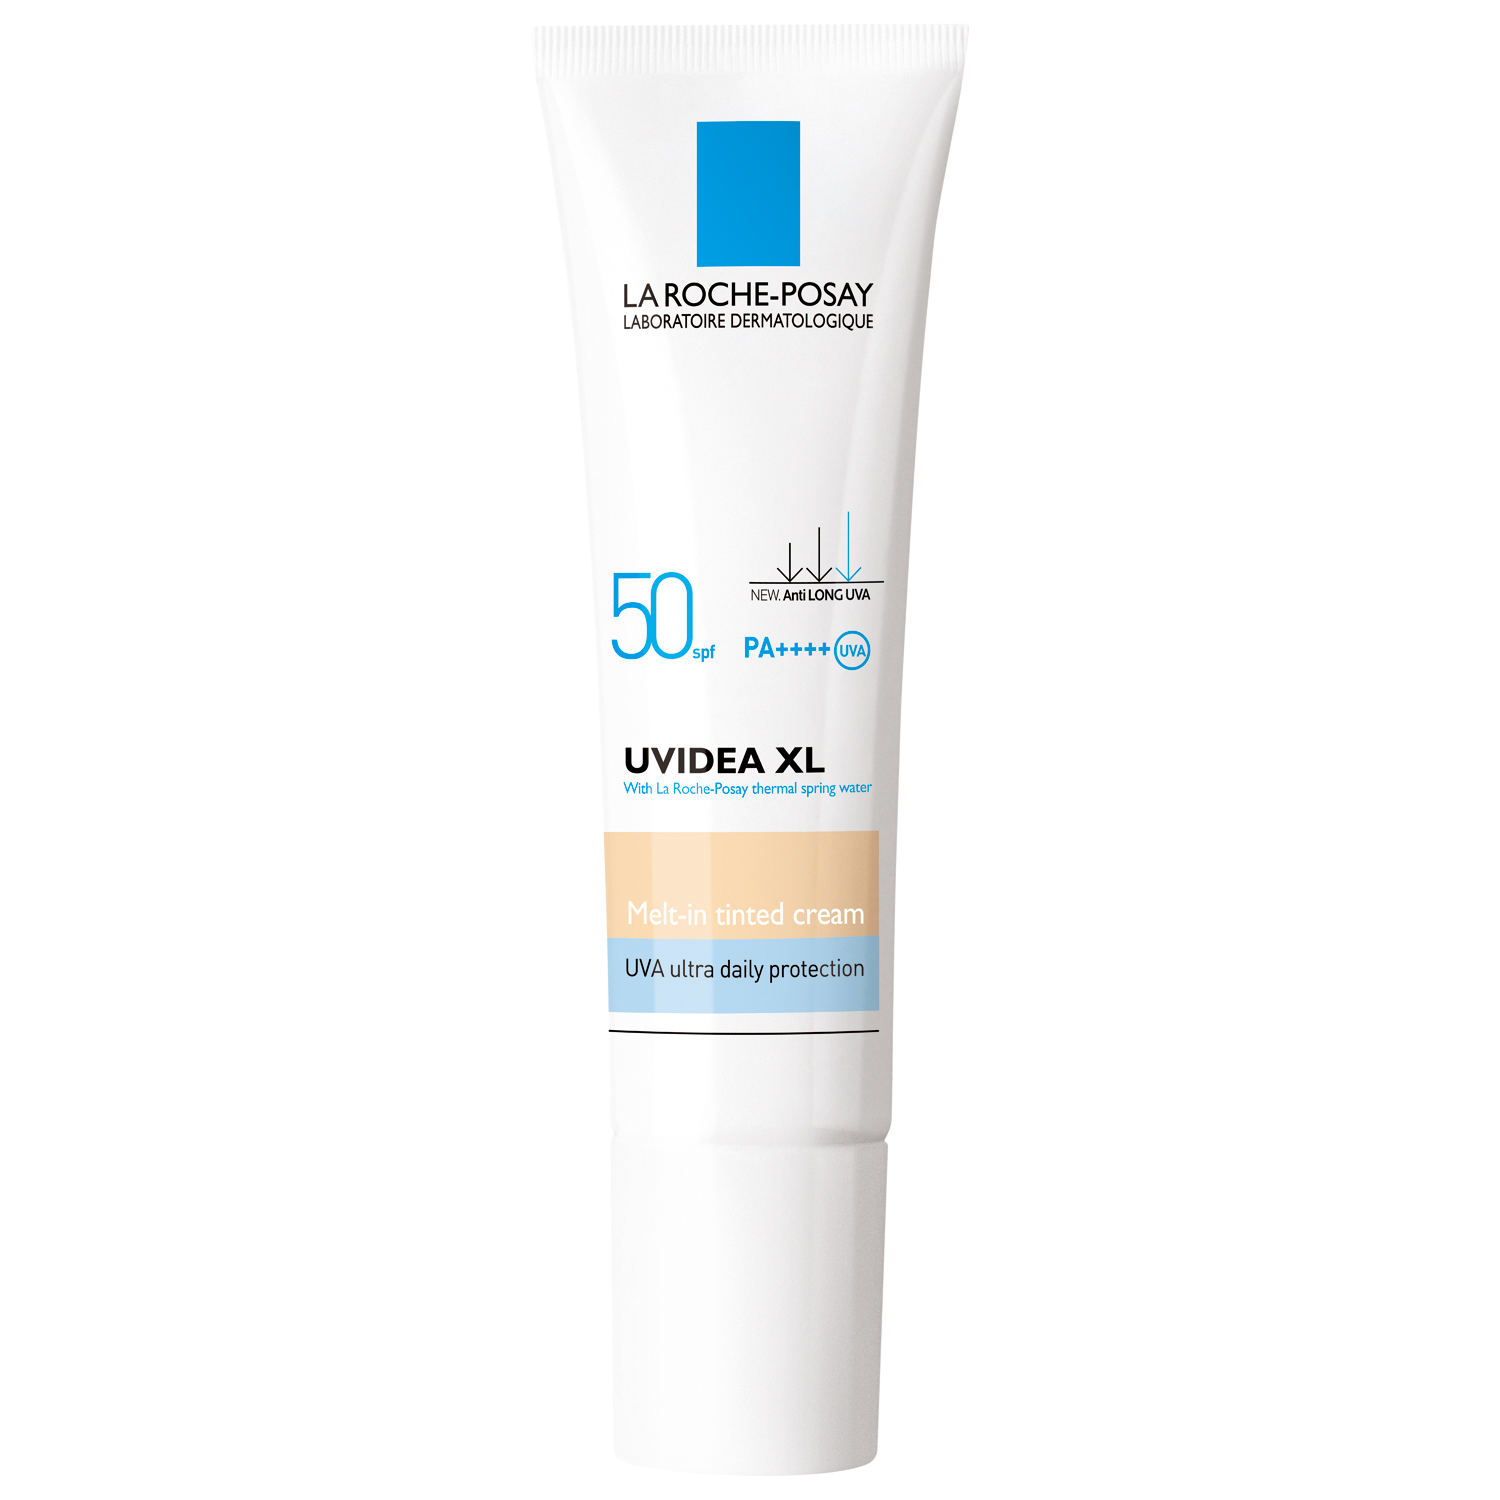 LA ROCHE-POSAY
LABORATOIRE DERMATOLOGIQUE
50 spf
NEW. Anti LONG UVA
PA++++ UVA
UVIDEA XL
With La Roche-Posay thermal spring water
Melt-in tinted cream
UVA ultra daily protection